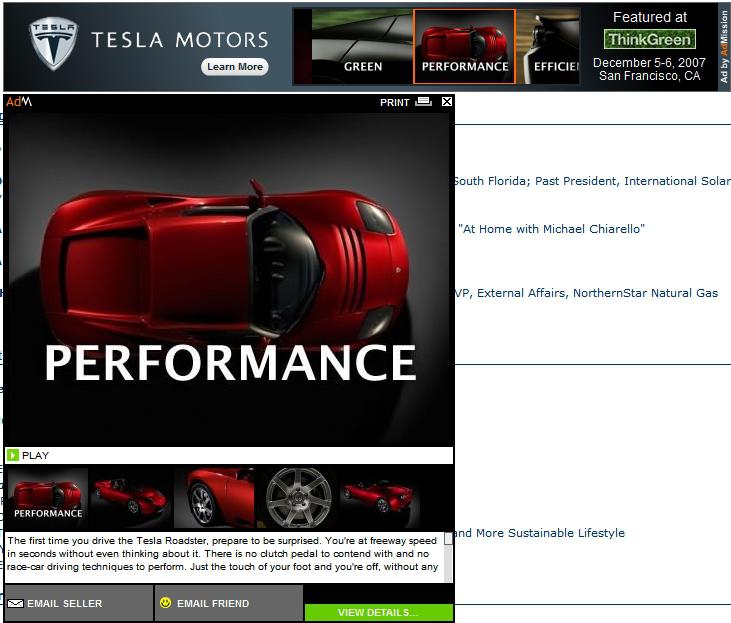 TESLA
TESLA MOTORS
Learn More
GREEN
PERFORMANCE
EFFICIE
Featured at
ThinkGreen
December 5-6, 2007
San Francisco, CA
Ad by AdMission
AdM
PRINT
South Florida; Past President, International Solar
"At Home with Michael Chiarello"
VP, External Affairs, NorthernStar Natural Gas
PERFORMANCE
PLAY
PERFORMANCE
and More Sustainable Lifestyle
The first time you drive the Tesla Roadster, prepare to be surprised. You're at freeway speed
in seconds without even thinking about it. There is no clutch pedal to contend with and no
race-car driving techniques to perform. Just the touch of your foot and you're off, without any
EMAIL SELLER
EMAIL FRIEND
VIEW DETAILS...